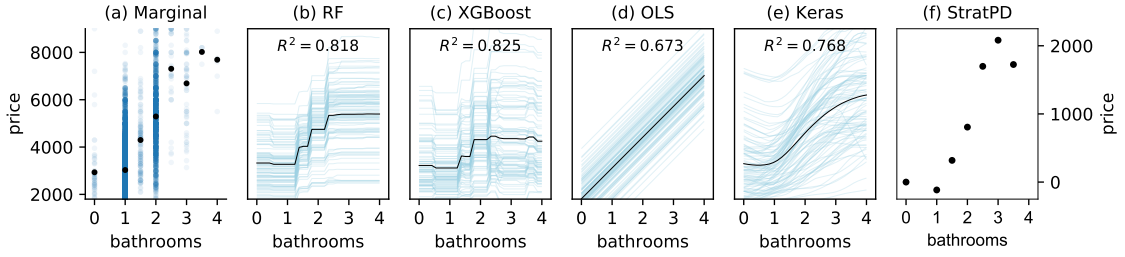 (a) Marginal
(b) RF
(c) XGBoost
(d) OLS
(e) Keras
(f) StratPD
R² = 0.818
R² = 0.825
R² = 0.673
R² = 0.768
price
8000
6000
4000
2000
2000
1000
0
price
0 1 2 3 4
0 1 2 3 4
0 1 2 3 4
0 1 2 3 4
0 1 2 3 4
0 1 2 3 4
bathrooms
bathrooms
bathrooms
bathrooms
bathrooms
bathrooms